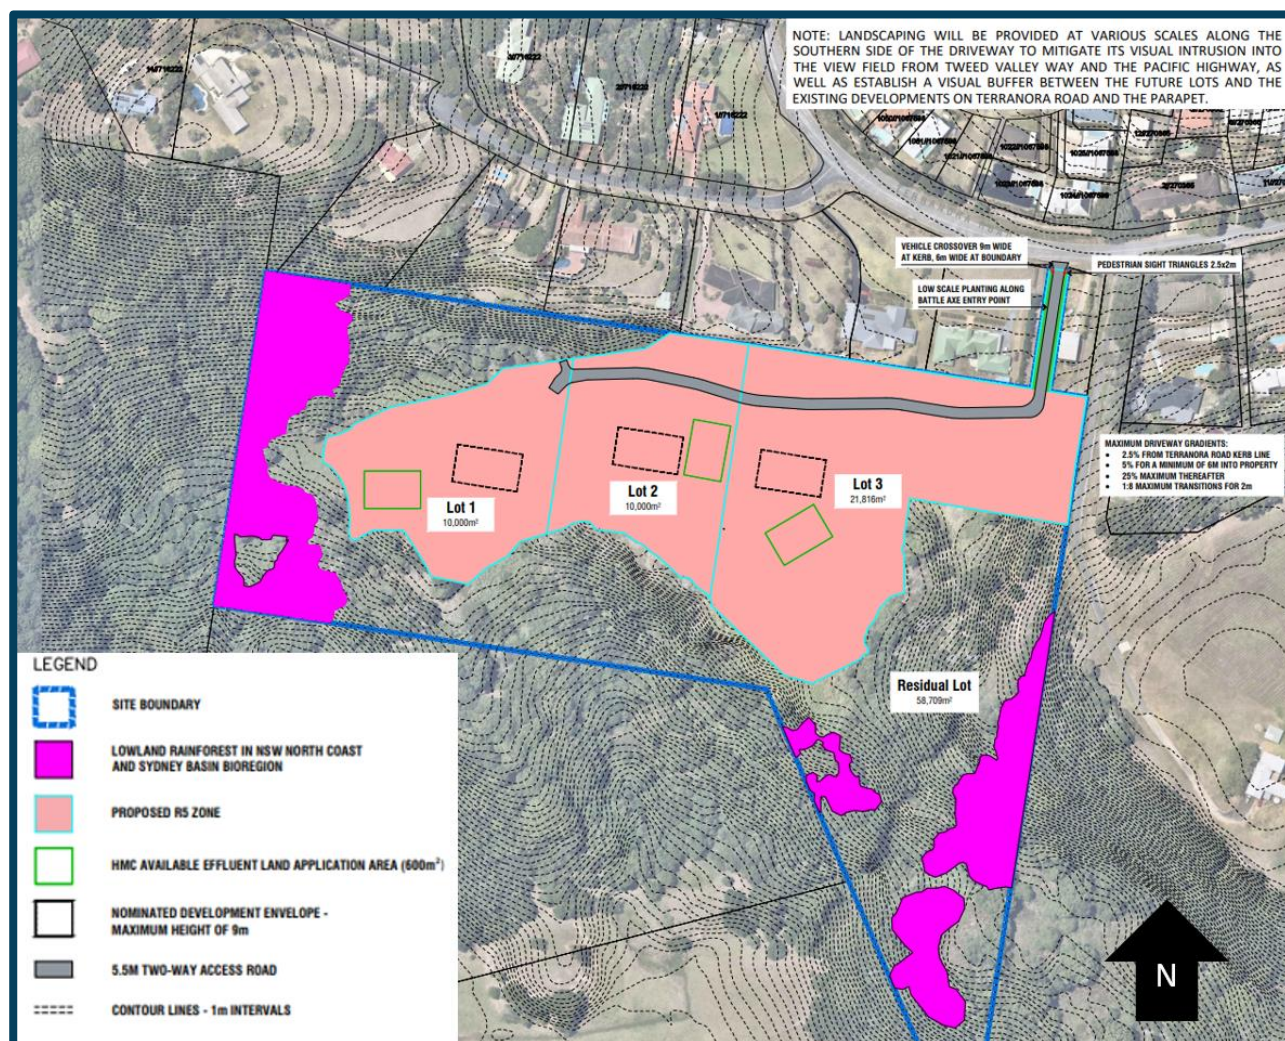 NOTE: LANDSCAPING WILL BE PROVIDED AT VARIOUS SCALES ALONG THE
SOUTHERN SIDE OF THE DRIVEWAY TO MITIGATE ITS VISUAL INTRUSION INTO
THE VIEW FIELD FROM TWEED VALLEY WAY AND THE PACIFIC HIGHWAY, AS
WELL AS ESTABLISH A VISUAL BUFFER BETWEEN THE FUTURE LOTS AND THE
EXISTING DEVELOPMENTS ON TERRANORA ROAD AND THE PARAPET.
VEHICLE CROSSOVER 9m WIDE
AT KERB, 6m WIDE AT BOUNDARY
PEDESTRIAN SIGHT TRIANGLES 2.5x2m
LOW SCALE PLANTING ALONG
BATTLE AXE ENTRY POINT
MAXIMUM DRIVEWAY GRADIENTS:
• 2.5% FROM TERRANORA ROAD KERB LINE
• 5% FOR A MINIMUM OF 6M INTO PROPERTY
• 25% MAXIMUM THEREAFTER
• 1:8 MAXIMUM TRANSITIONS FOR 2m
Lot 1
10,000m²
Lot 2
10,000m²
Lot 3
21,816m²
Residual Lot
58,709m²
LEGEND
SITE BOUNDARY
LOWLAND RAINFOREST IN NSW NORTH COAST
AND SYDNEY BASIN BIOREGION
PROPOSED R5 ZONE
HMC AVAILABLE EFFLUENT LAND APPLICATION AREA (600m²)
NOMINATED DEVELOPMENT ENVELOPE -
MAXIMUM HEIGHT OF 9m
5.5M TWO-WAY ACCESS ROAD
CONTOUR LINES - 1m INTERVALS
N